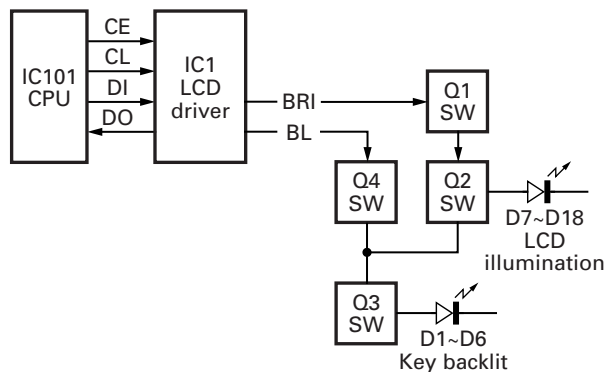 CE
CL
DI
DO
IC101
CPU
IC1
LCD
driver
BRI
BL
Q1
SW
Q4
SW
Q2
SW
D7~D18
LCD
illumination
Q3
SW
D1~D6
Key backlit